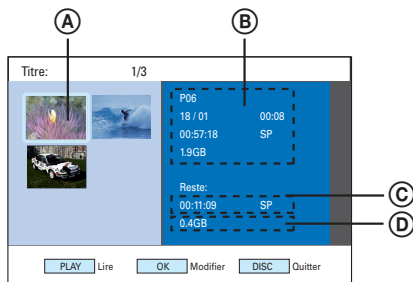 A B
Titre: 1/3
P06
18 / 01 00:08
00:57:18 SP
1.9GB
Reste:
00:11:09 SP
C
0.4GB
D
PLAY Lire OK Modifier DISC Quitter